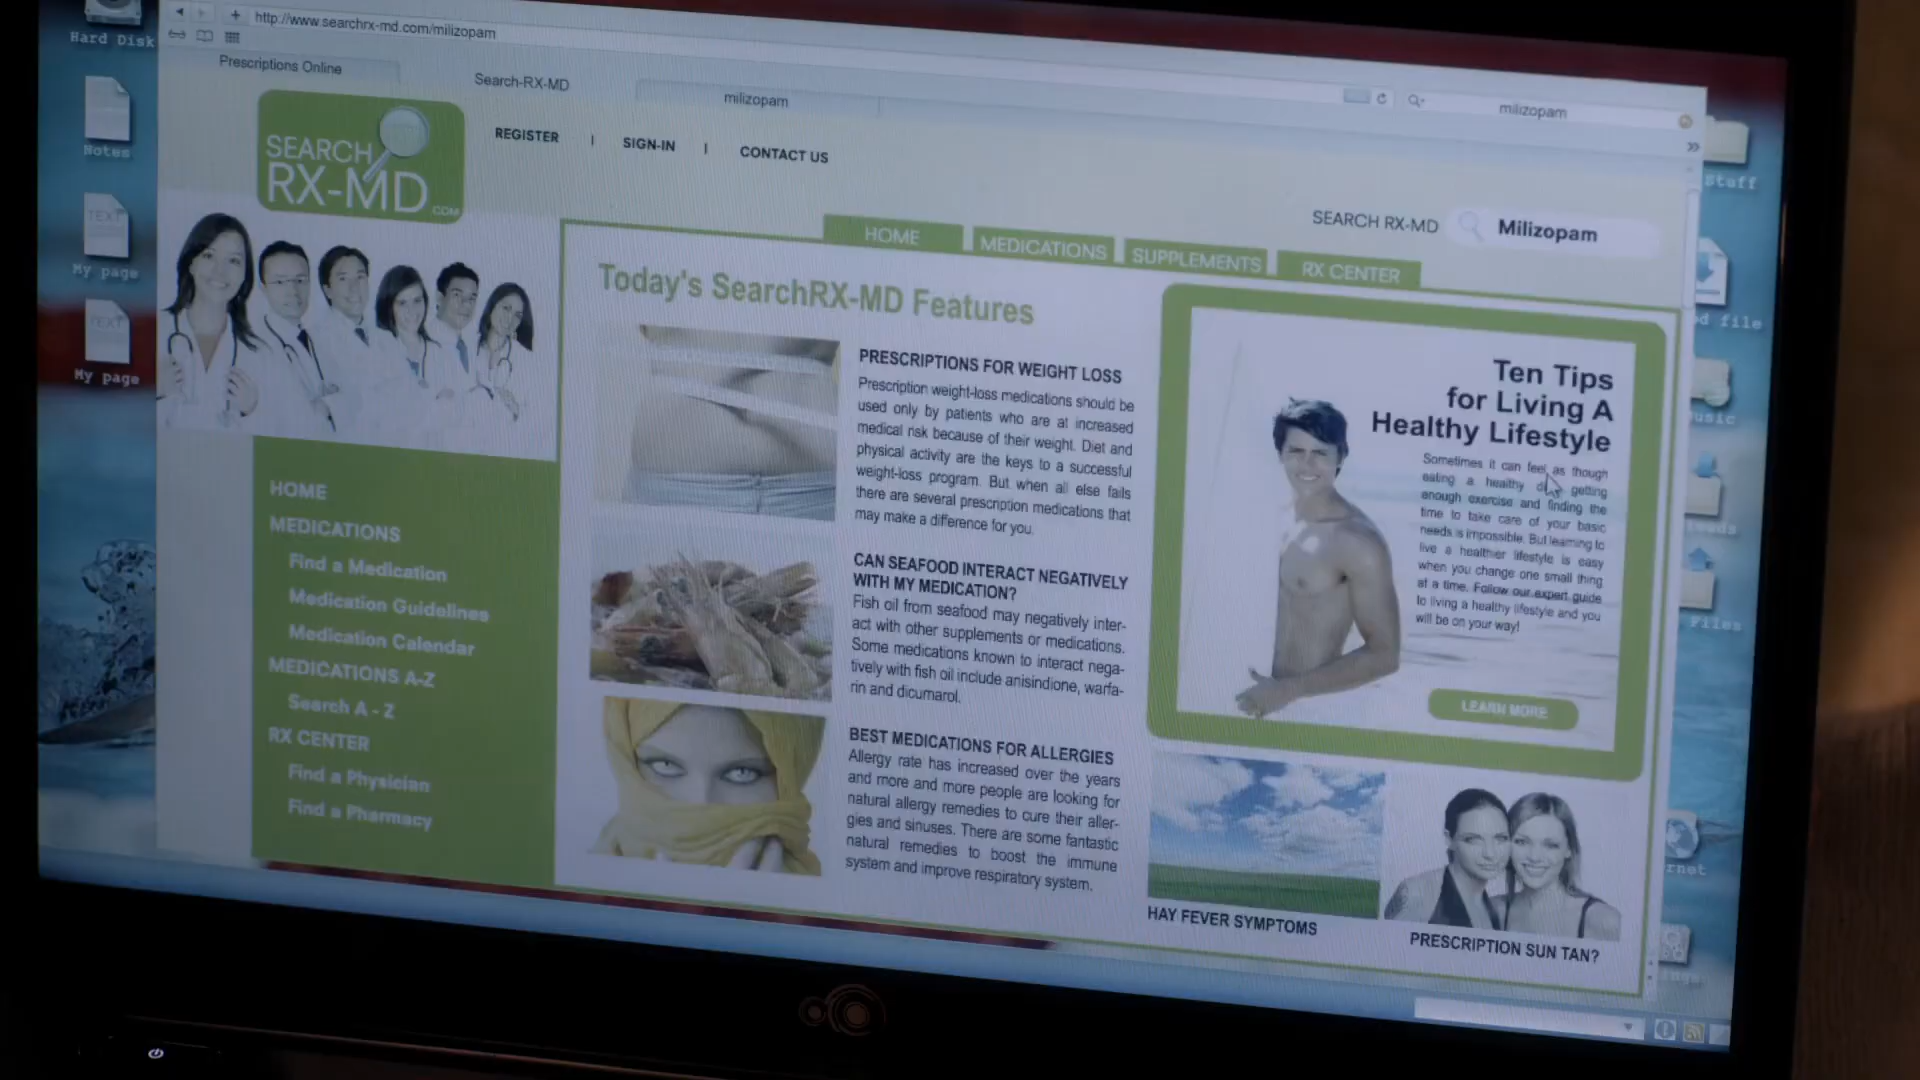 Hard Disk
Notes
TEXT
My page
TEXT
My page
http://www.searchrx-md.com/milizopam
Prescriptions Online
Search-RX-MD
milizopam
milizopam
SEARCH
RX-MD
.COM
REGISTER | SIGN-IN | CONTACT US
SEARCH RX-MD
Milizopam
HOME
MEDICATIONS
SUPPLEMENTS
RX CENTER
HOME
MEDICATIONS
Find a Medication
Medication Guidelines
Medication Calendar
MEDICATIONS A-Z
Search A - Z
RX CENTER
Find a Physician
Find a Pharmacy
Today's SearchRX-MD Features
PRESCRIPTIONS FOR WEIGHT LOSS
Prescription weight-loss medications should be
used only by patients who are at increased
medical risk because of their weight. Diet and
physical activity are the keys to a successful
weight-loss program. But when all else fails
there are several prescription medications that
may make a difference for you.
CAN SEAFOOD INTERACT NEGATIVELY
WITH MY MEDICATION?
Fish oil from seafood may negatively inter-
act with other supplements or medications.
Some medications known to interact nega-
tively with fish oil include anisindione, warfa-
rin and dicumarol.
BEST MEDICATIONS FOR ALLERGIES
Allergy rate has increased over the years
and more and more people are looking for
natural allergy remedies to cure their aller-
gies and sinuses. There are some fantastic
natural remedies to boost the immune
system and improve respiratory system.
Ten Tips
for Living A
Healthy Lifestyle
Sometimes it can feel as though
eating a healthy getting
enough exercise and finding the
time to take care of your basic
needs is impossible. But learning to
live a healthier lifestyle is easy
when you change one small thing
at a time. Follow our expert guide
to living a healthy lifestyle and you
will be on your way!
LEARN MORE
HAY FEVER SYMPTOMS
PRESCRIPTION SUN TAN?
Stuff
file
Files